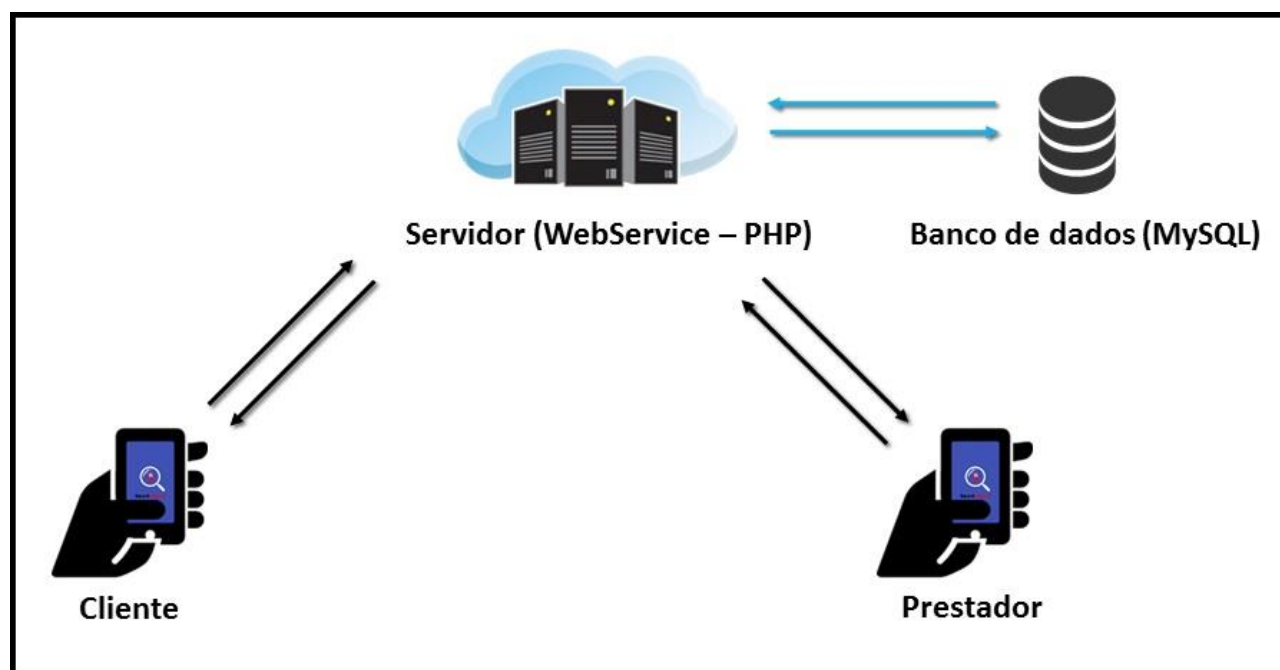 Servidor (WebService – PHP)
Banco de dados (MySQL)
Cliente
Prestador